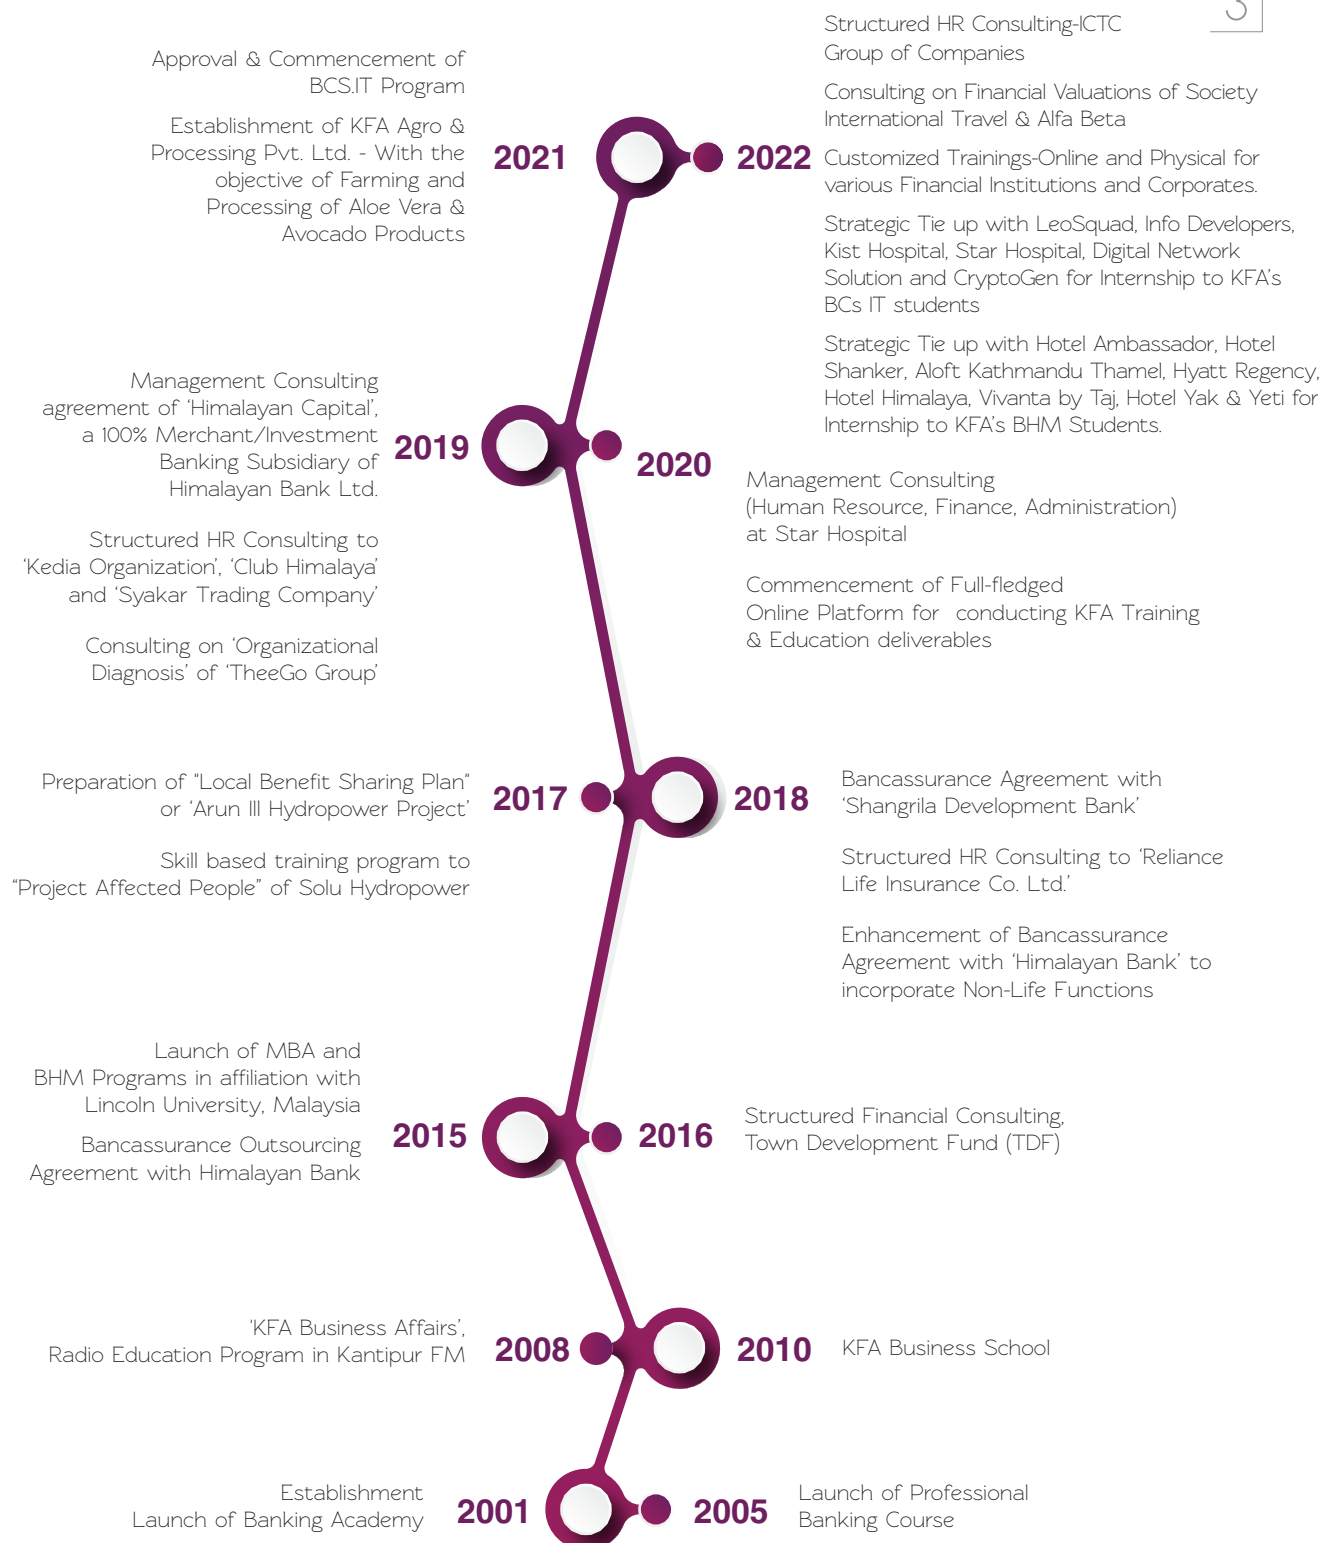 3
Approval & Commencement of
BCS.IT Program
Establishment of KFA Agro &
Processing Pvt. Ltd. - With the
objective of Farming and
Processing of Aloe Vera &
Avocado Products
2021
2022
Structured HR Consulting-ICTC
Group of Companies
Consulting on Financial Valuations of Society
International Travel & Alfa Beta
Customized Trainings-Online and Physical for
various Financial Institutions and Corporates.
Strategic Tie up with LeoSquad, Info Developers,
Kist Hospital, Star Hospital, Digital Network
Solution and CryptoGen for Internship to KFA's
BCs IT students
Strategic Tie up with Hotel Ambassador, Hotel
Shanker, Aloft Kathmandu Thamel, Hyatt Regency,
Hotel Himalaya, Vivanta by Taj, Hotel Yak & Yeti for
Internship to KFA's BHM Students.
Management Consulting
agreement of ‘Himalayan Capital’,
a 100% Merchant/Investment
Banking Subsidiary of
Himalayan Bank Ltd.
Structured HR Consulting to
‘Kedia Organization’, ‘Club Himalaya’
and ‘Syakar Trading Company’
Consulting on ‘Organizational
Diagnosis’ of ‘TheeGo Group’
2019
2020
Management Consulting
(Human Resource, Finance, Administration)
at Star Hospital
Commencement of Full-fledged
Online Platform for conducting KFA Training
& Education deliverables
Preparation of "Local Benefit Sharing Plan"
or ‘Arun III Hydropower Project’
Skill based training program to
“Project Affected People” of Solu Hydropower
2017
2018
Bancassurance Agreement with
‘Shangrila Development Bank’
Structured HR Consulting to ‘Reliance
Life Insurance Co. Ltd.’
Enhancement of Bancassurance
Agreement with ‘Himalayan Bank’ to
incorporate Non-Life Functions
Launch of MBA and
BHM Programs in affiliation with
Lincoln University, Malaysia
Bancassurance Outsourcing
Agreement with Himalayan Bank
2015
2016
Structured Financial Consulting,
Town Development Fund (TDF)
‘KFA Business Affairs’,
Radio Education Program in Kantipur FM
2008
2010
KFA Business School
Establishment
Launch of Banking Academy
2001
2005
Launch of Professional
Banking Course